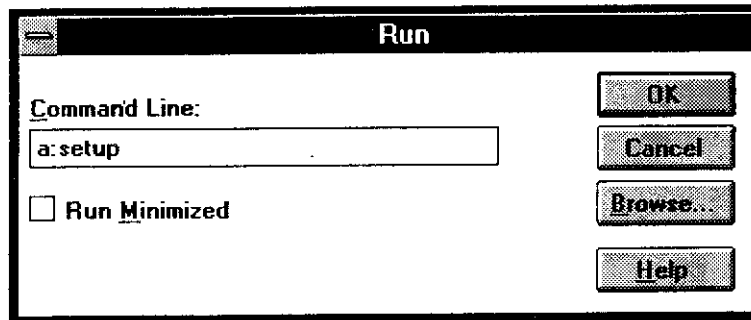 Run
Command Line:
a:setup
Run Minimized
OK
Cancel
Browse...
Help